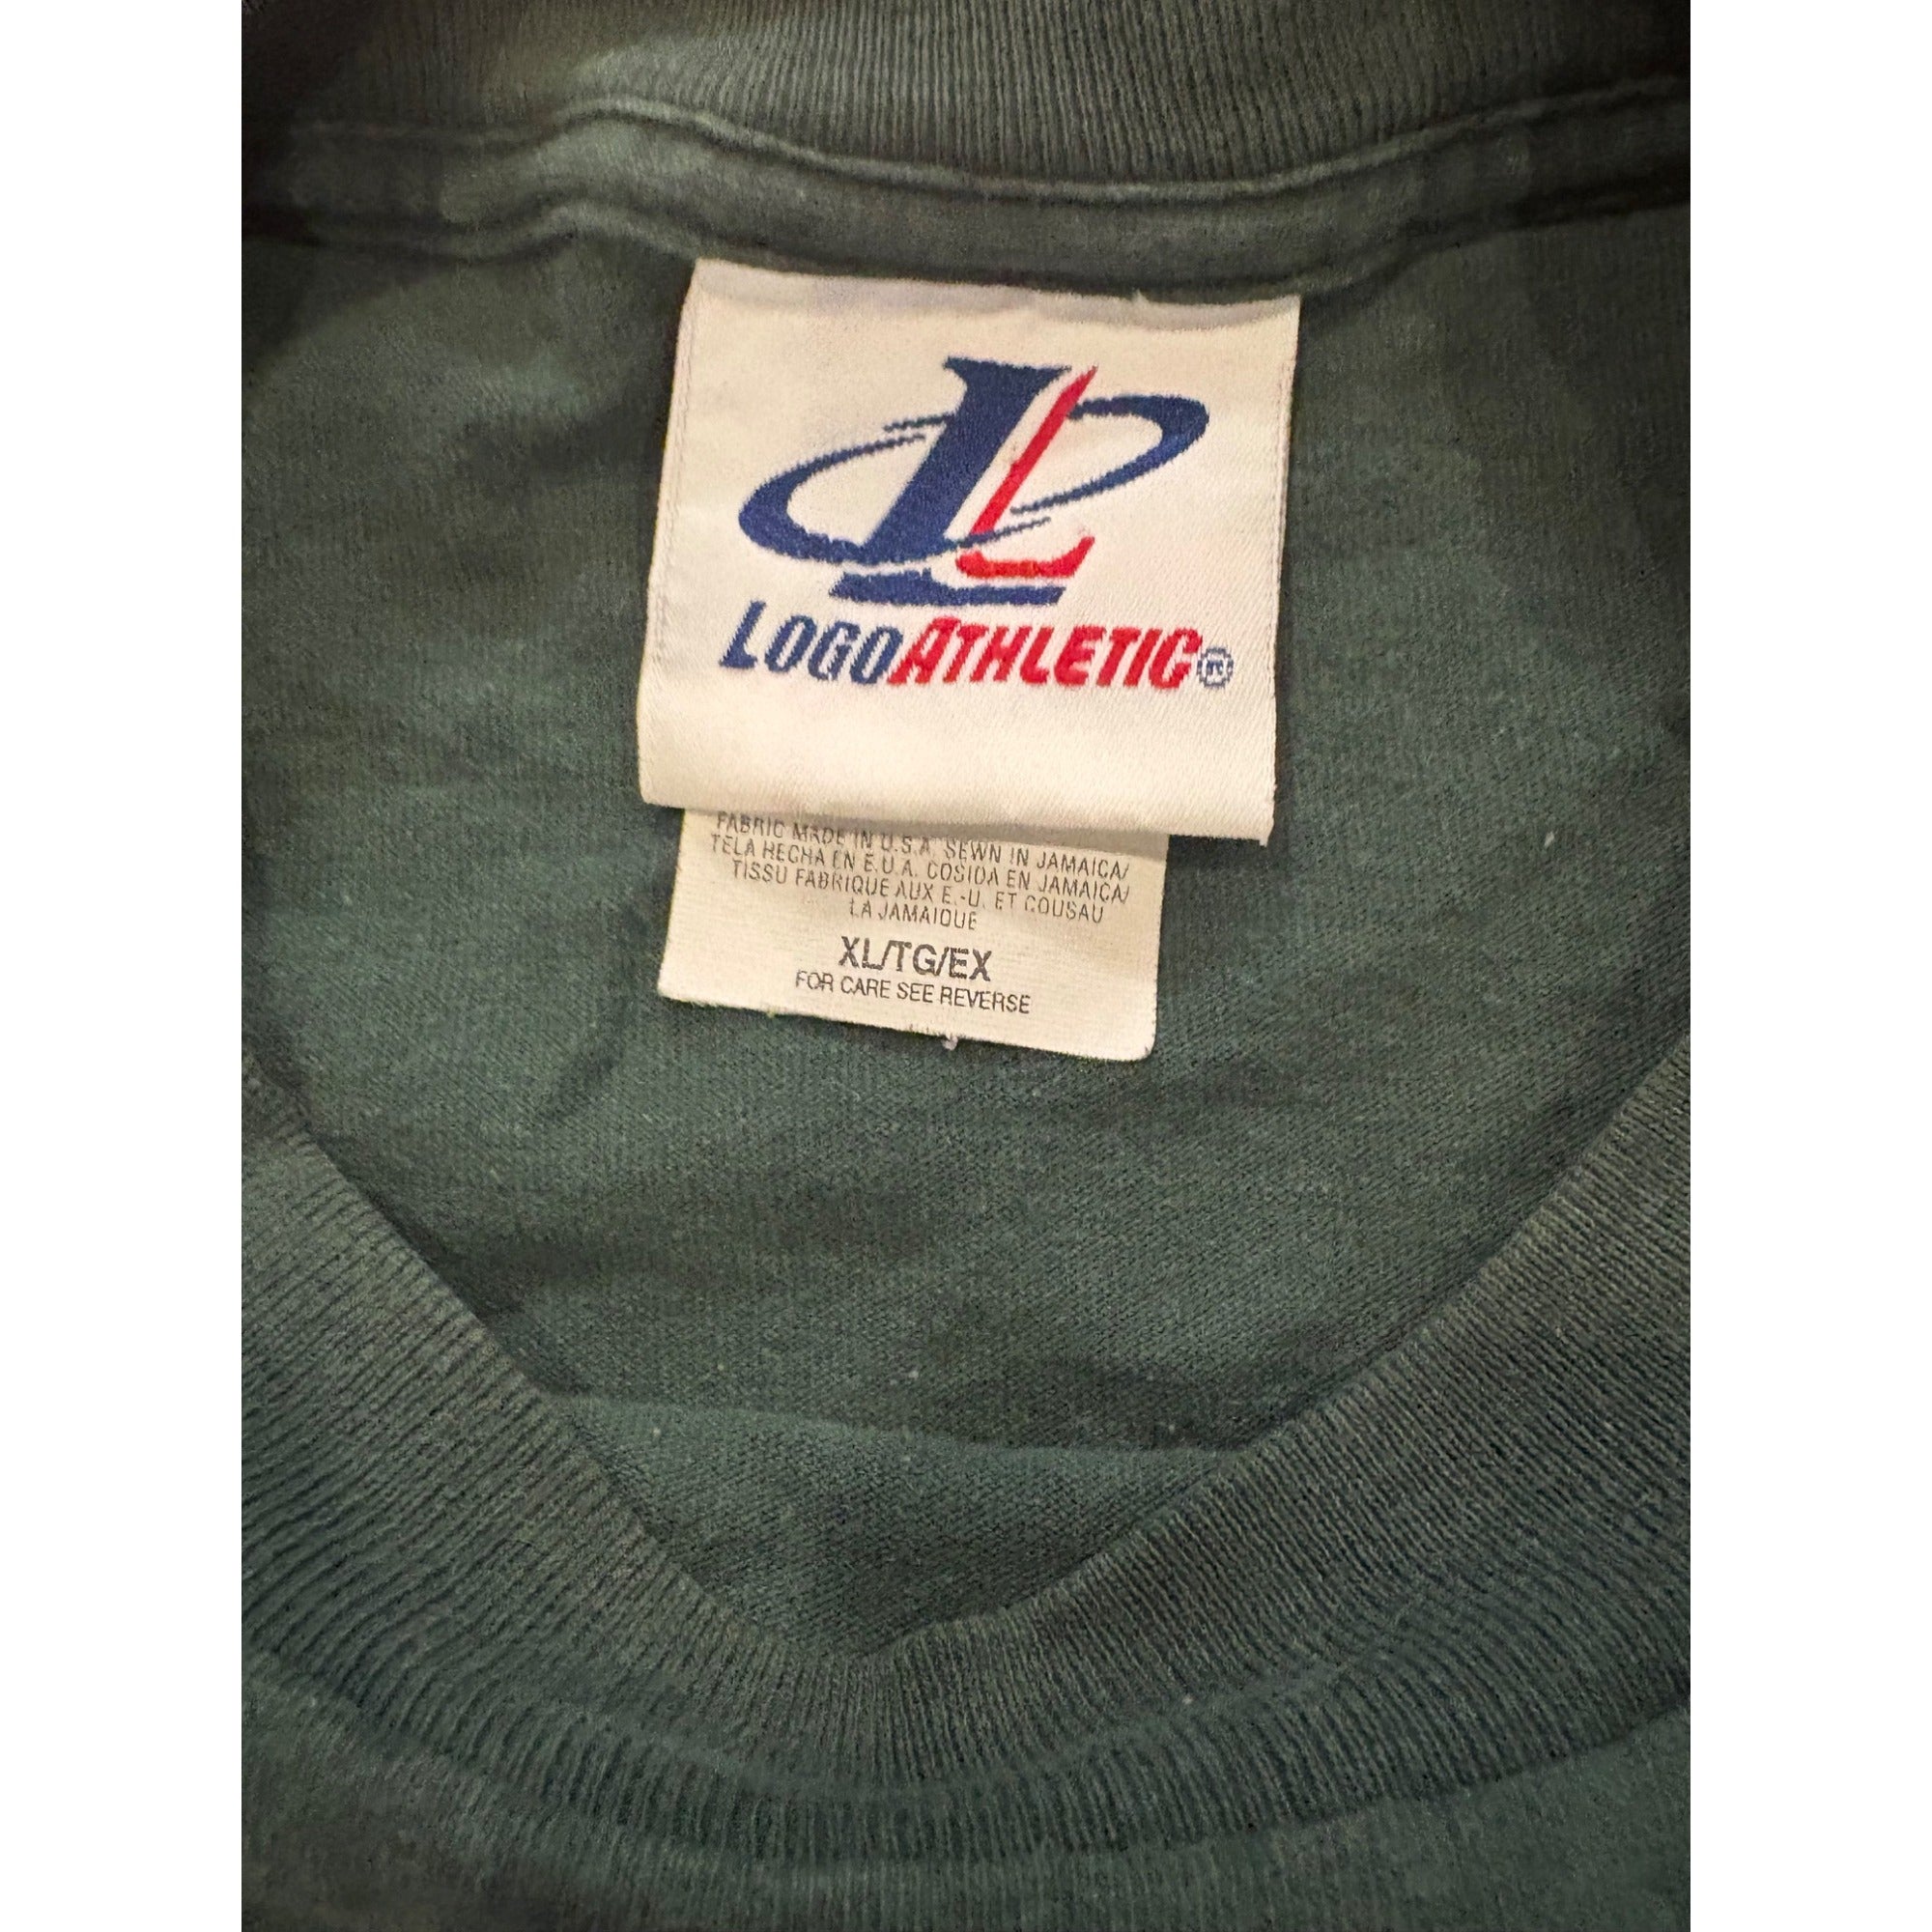 L L
LOGOATHLETIC®
FABRIC MADE IN U.S.A. SEWN IN JAMAICA/
TELA HECHA EN E.U.A. COSIDA EN JAMAICA/
TISSU FABRIQUE AUX E.-U. ET COUSAU
LA JAMAIQUE
XL/TG/EX
FOR CARE SEE REVERSE